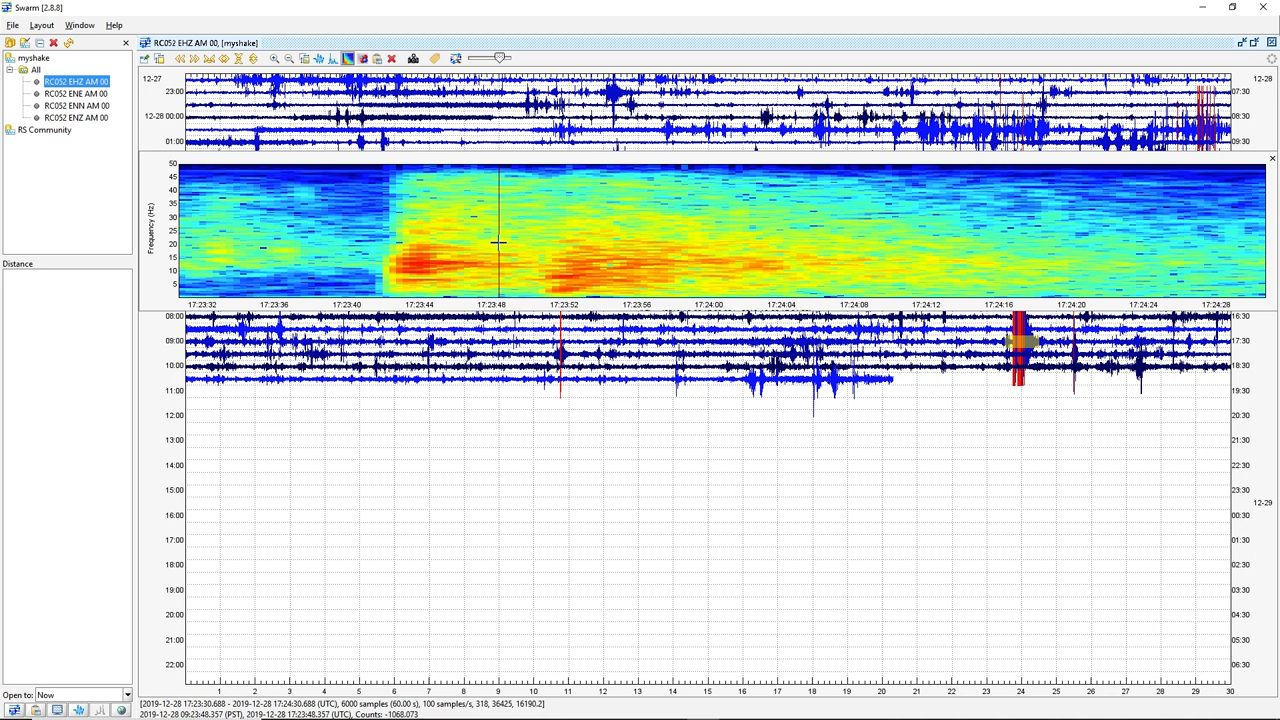 Swarm [2.8.8]
File Layout Window Help
RC052 EHZ AM 00, [myshake]
myshake
All
RC052 EHZ AM 00
RC052 ENE AM 00
RC052 ENN AM 00
RC052 ENZ AM 00
RS Community
Distance
Open to: Now
12-27
23:00
12-28 00:00
01:00
12-28
07:30
08:30
09:30
Frequency (Hz)
50
45
40
35
30
25
20
15
10
5
17:23:32 17:23:36 17:23:40 17:23:44 17:23:48 17:23:52 17:23:56 17:24:00 17:24:04 17:24:08 17:24:12 17:24:16 17:24:20 17:24:24 17:24:28
08:00 16:30
09:00 17:30
10:00 18:30
11:00 19:30
12:00 20:30
13:00 21:30
14:00 22:30
15:00 23:30
12-29
16:00 00:30
17:00 01:30
18:00 02:30
19:00 03:30
20:00 04:30
21:00 05:30
22:00 06:30
1 2 3 4 5 6 7 8 9 10 11 12 13 14 15 16 17 18 19 20 21 22 23 24 25 26 27 28 29 30
[2019-12-28 17:23:30.688 - 2019-12-28 17:24:30.688 (UTC), 6000 samples (60.00 s), 100 samples/s, 318, 36425, 16190.2]
2019-12-28 09:23:48.357 (PST), 2019-12-28 17:23:48.357 (UTC), Counts: -1068.073